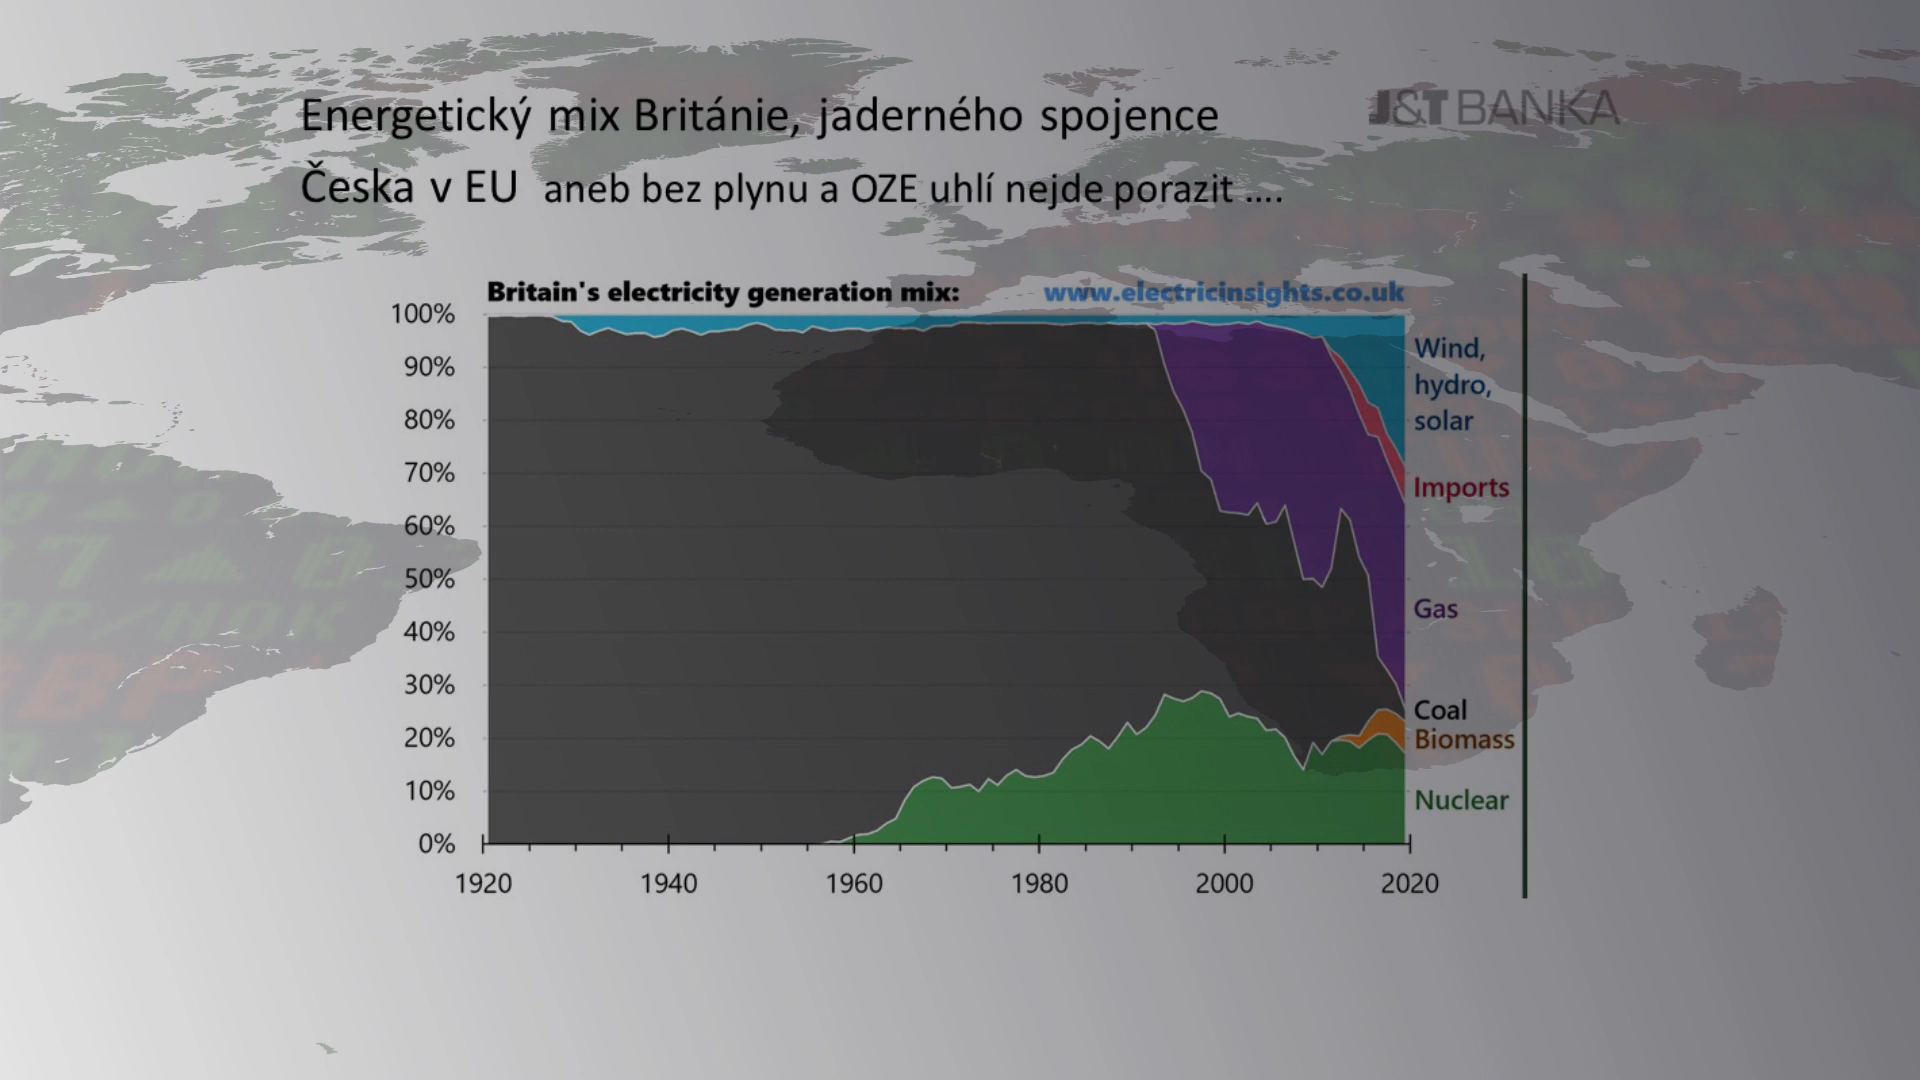 Energetický mix Británie, jaderného spojence
J&T BANKA
Česka v EU aneb bez plynu a OZE uhlí nejde porazit ....
Britain's electricity generation mix:
www.electricinsights.co.uk
100%
90%
80%
70%
60%
50%
40%
30%
20%
10%
0%
Wind,
hydro,
solar
Imports
Gas
Coal
Biomass
Nuclear
1920
1940
1960
1980
2000
2020